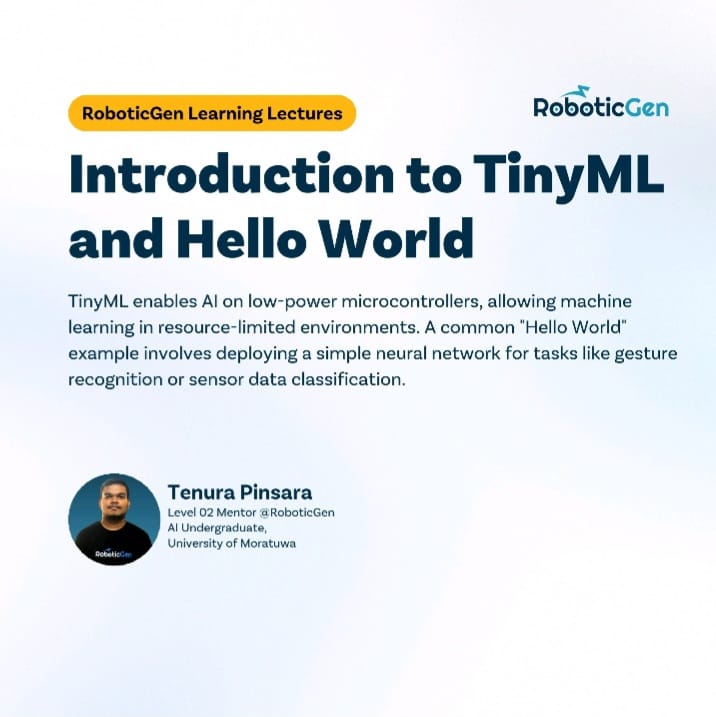 RoboticGen Learning Lectures
RoboticGen
Introduction to TinyML
and Hello World
TinyML enables AI on low-power microcontrollers, allowing machine
learning in resource-limited environments. A common "Hello World"
example involves deploying a simple neural network for tasks like gesture
recognition or sensor data classification.
Tenura Pinsara
Level 02 Mentor @RoboticGen
AI Undergraduate,
University of Moratuwa
RoboticGen